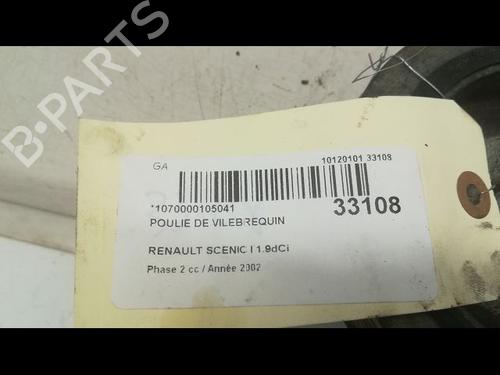 B-PARTS
GA
10120101 33108
*1070000105041
33108
POULIE DE VILEBREQUIN
RENAULT SCENIC I 1.9dCi
Phase 2 cc / Année 2002